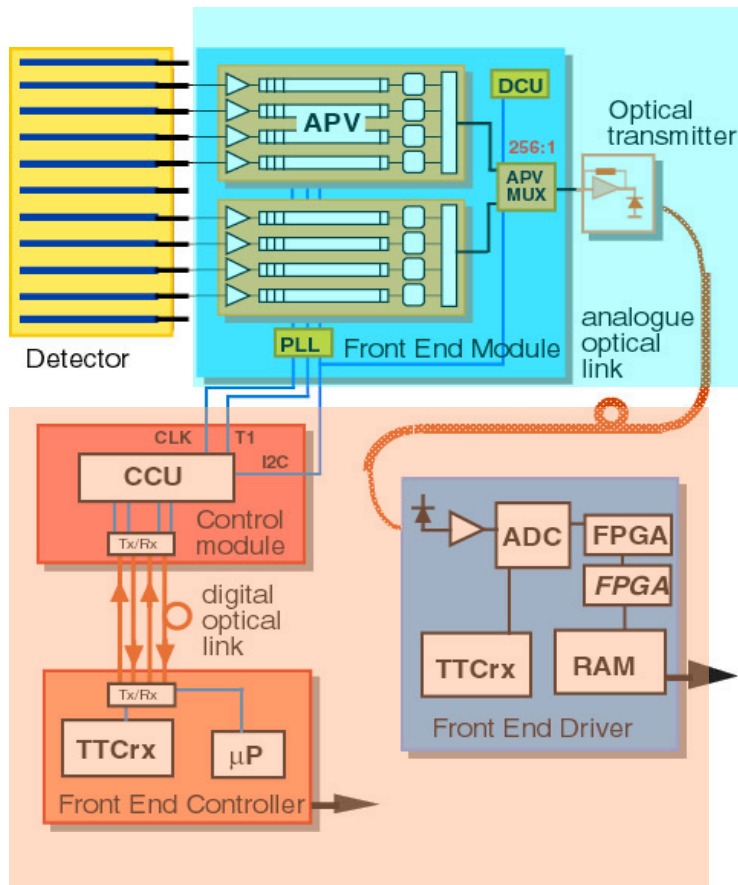 DCU
APV
Optical
transmitter
256:1
APV
MUX
PLL
Front End Module
Detector
analogue
optical
link
CLK
T1
I2C
CCU
Control
module
Tx/Rx
digital
optical
link
ADC
FPGA
FPGA
TTCrx
RAM
Front End Driver
Tx/Rx
TTCrx
μP
Front End Controller